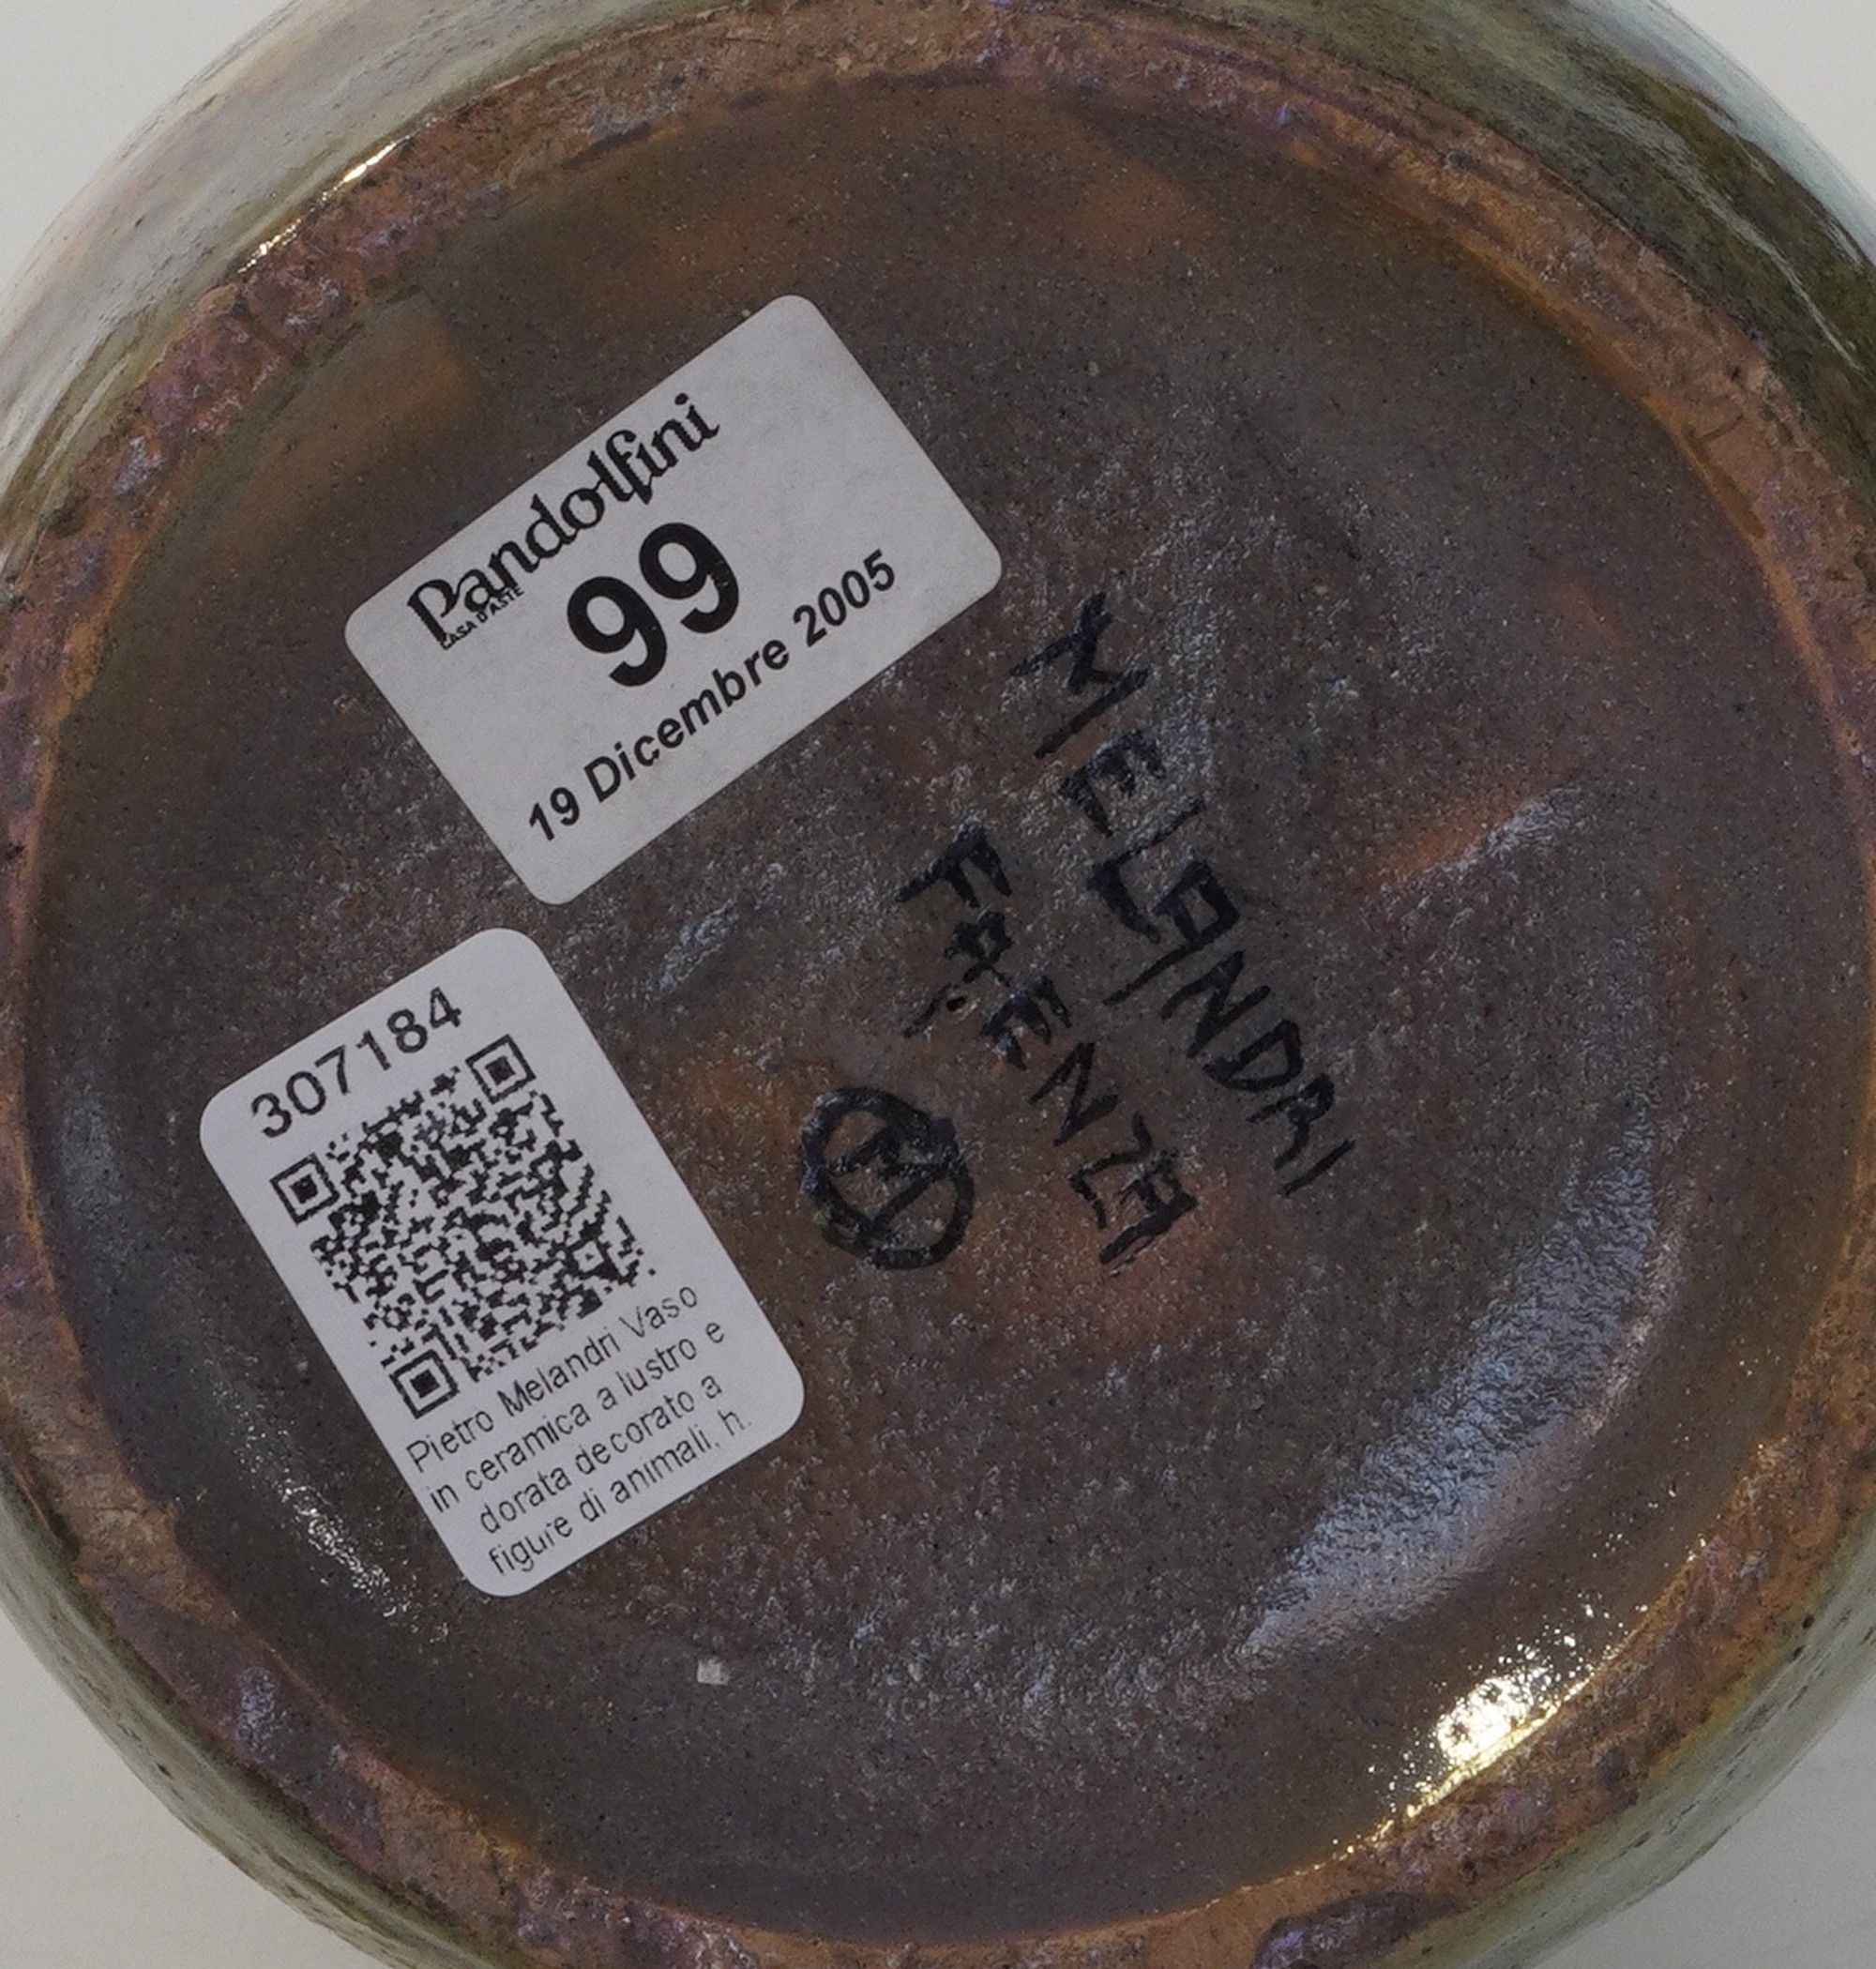 Pandolfini
CASA D'ASTE
99
19 Dicembre 2005
MELANDRI
FAENZA
M
307184
Pietro Melandri Vaso
in ceramica a lustro e
dorata decorato a
figure di animali, h.